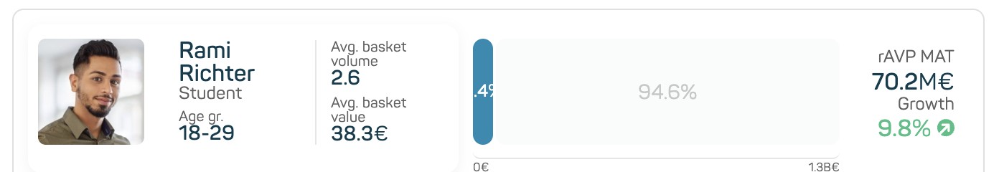 Rami
Richter
Student
Age gr.
18-29
Avg. basket
volume
2.6
Avg. basket
value
38.3€
.4%
94.6%
0€
1.3B€
rAVP MAT
70.2M€
Growth
9.8%